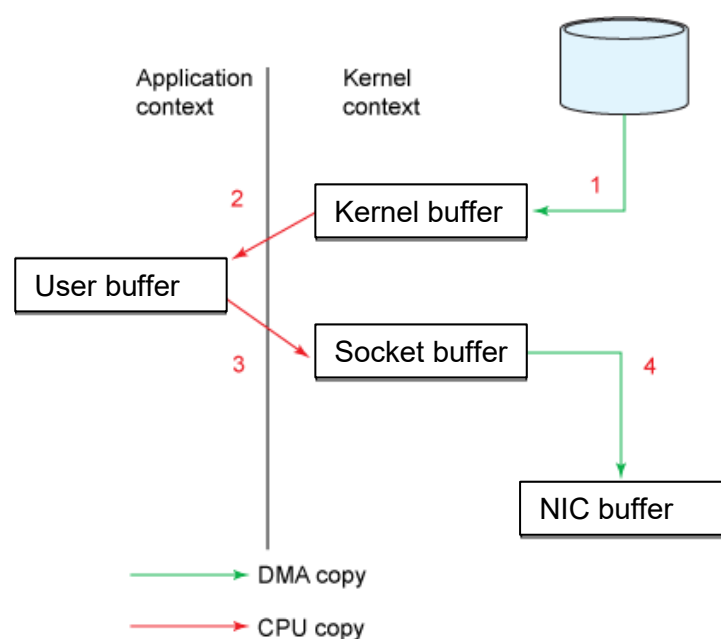 Application
context
Kernel
context
1
2
Kernel buffer
User buffer
3
Socket buffer
4
NIC buffer
DMA copy
CPU copy